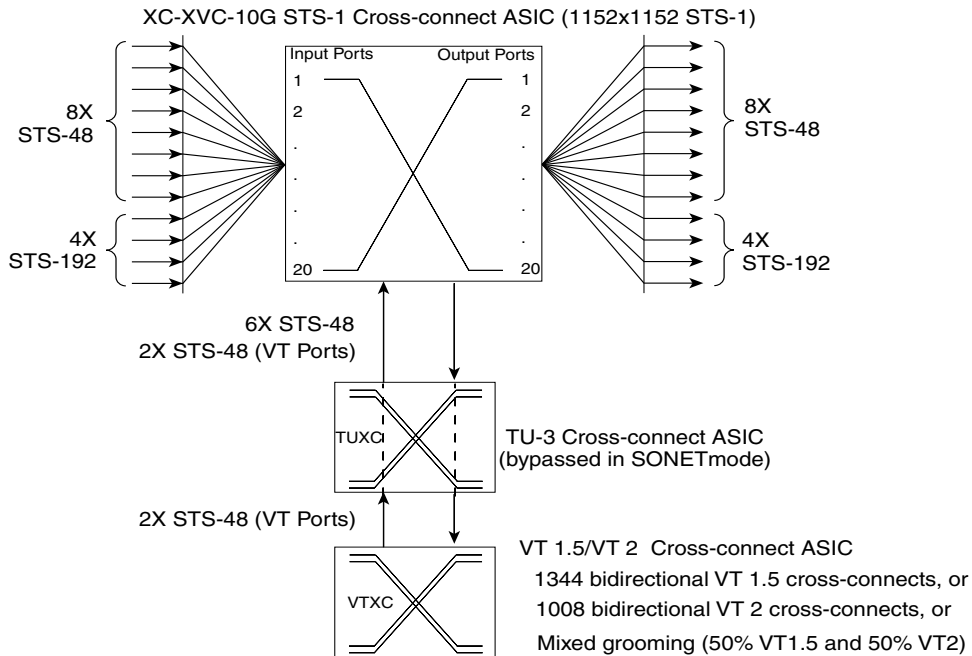 XC-XVC-10G STS-1 Cross-connect ASIC (1152x1152 STS-1)
Input Ports
Output Ports
1
2
.
.
.
.
20
1
2
.
.
.
.
20
8X
STS-48
4X
STS-192
8X
STS-48
4X
STS-192
6X STS-48
2X STS-48 (VT Ports)
TUXC
TU-3 Cross-connect ASIC
(bypassed in SONETmode)
2X STS-48 (VT Ports)
VTXC
VT 1.5/VT 2 Cross-connect ASIC
1344 bidirectional VT 1.5 cross-connects, or
1008 bidirectional VT 2 cross-connects, or
Mixed grooming (50% VT1.5 and 50% VT2)